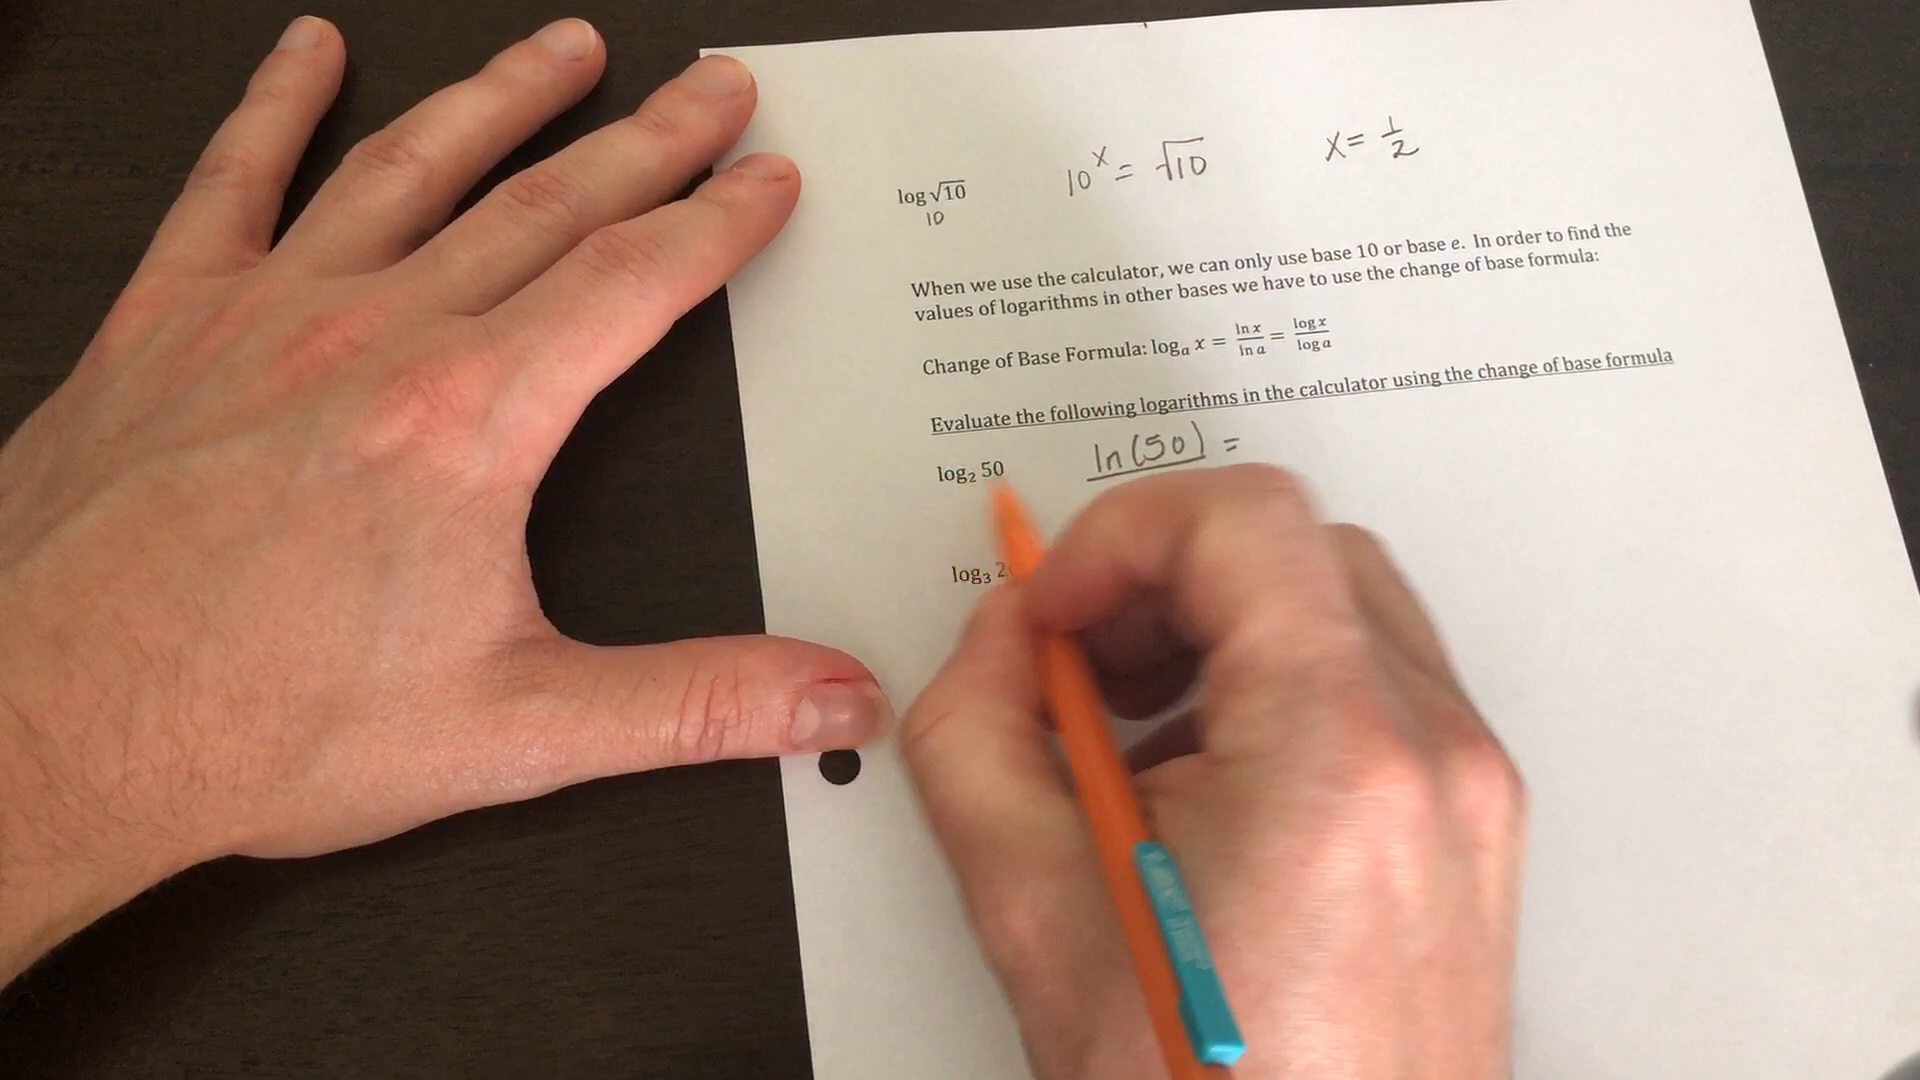 log √10 10^x = √10 x = 1/2
10
When we use the calculator, we can only use base 10 or base e. In order to find the
values of logarithms in other bases we have to use the change of base formula:
Change of Base Formula: logₐ x = ln x / ln a = log x / log a
Evaluate the following logarithms in the calculator using the change of base formula
log₂ 50 ln(50) =
log₃